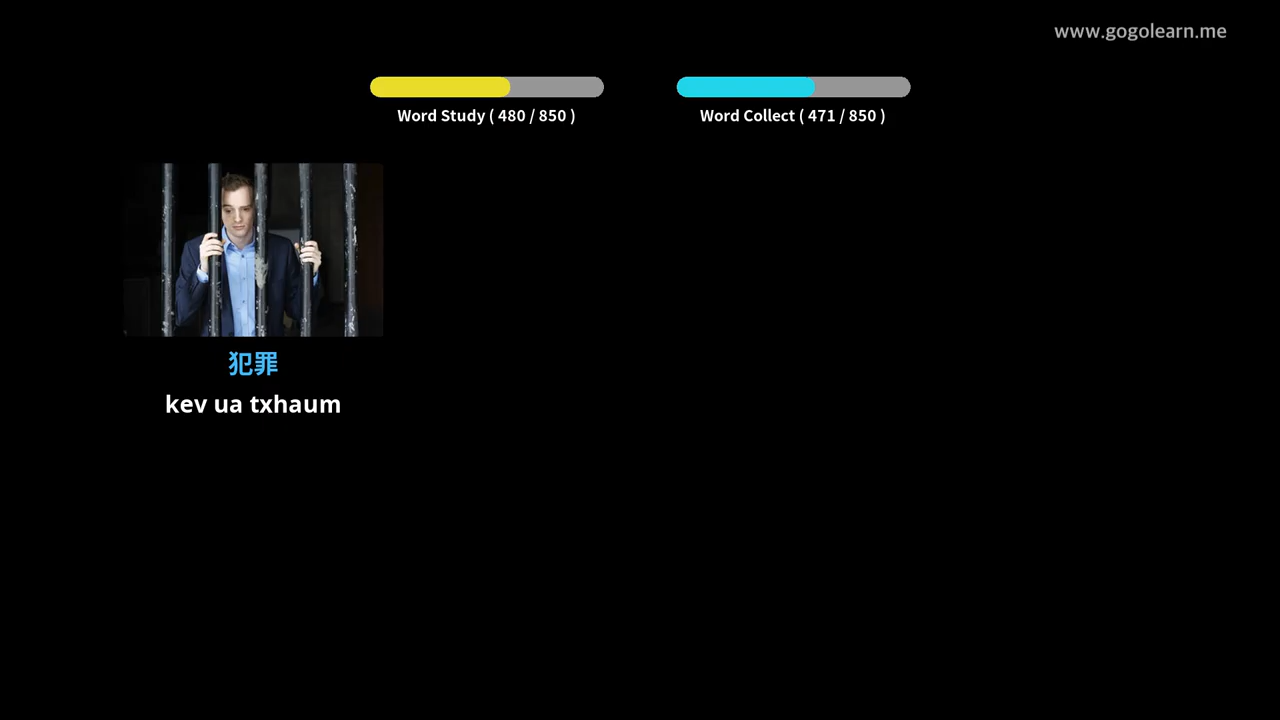 www.gogolearn.me
Word Study ( 480 / 850 )
Word Collect ( 471 / 850 )
犯罪
kev ua txhaum